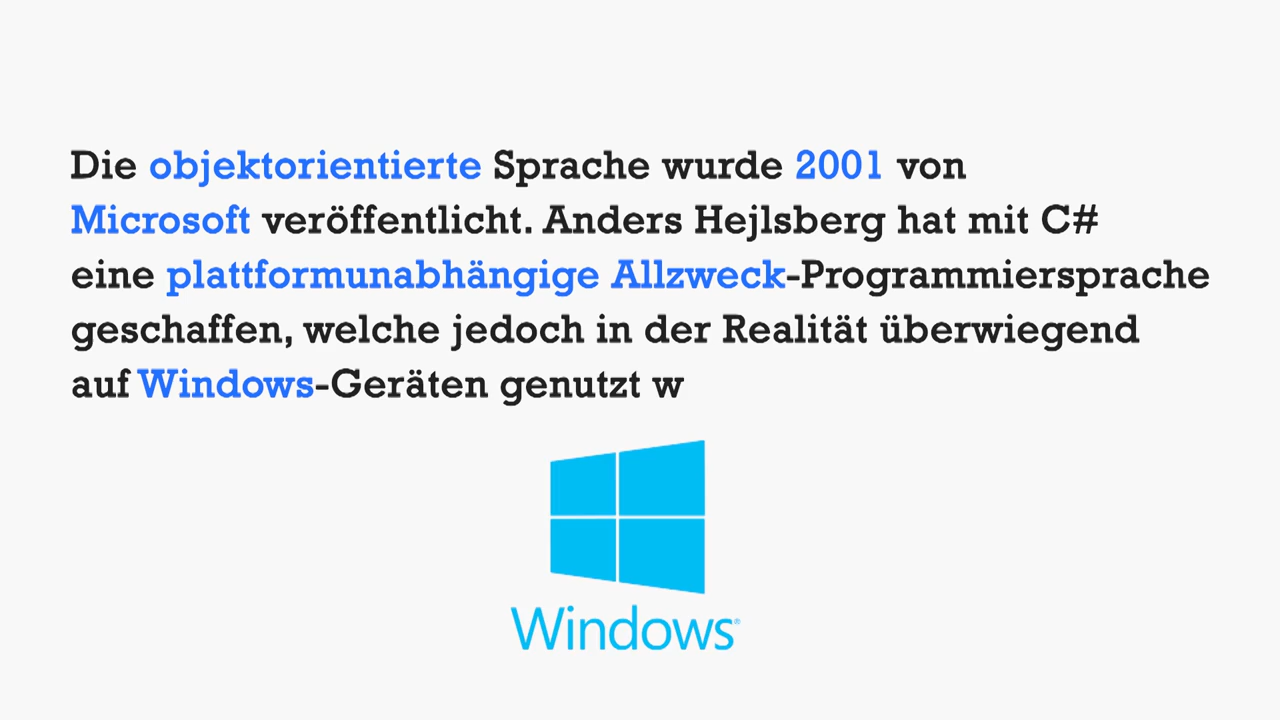 Die objektorientierte Sprache wurde 2001 von
Microsoft veröffentlicht. Anders Hejlsberg hat mit C#
eine plattformunabhängige Allzweck-Programmiersprache
geschaffen, welche jedoch in der Realität überwiegend
auf Windows-Geräten genutzt w
Windows®